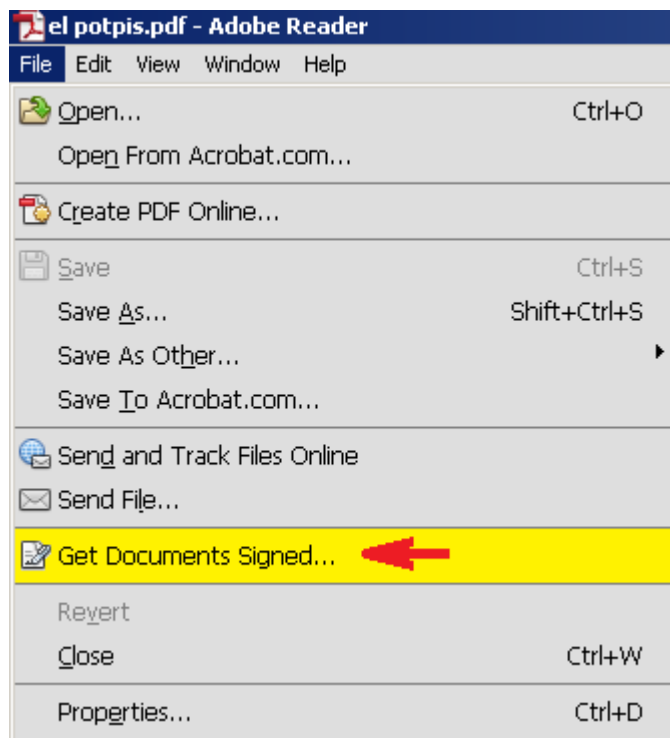 el potpis.pdf - Adobe Reader
File Edit View Window Help
Open... Ctrl+O
Open From Acrobat.com...
Create PDF Online...
Save Ctrl+S
Save As... Shift+Ctrl+S
Save As Other...
Save To Acrobat.com...
Send and Track Files Online
Send File...
Get Documents Signed...
Revert
Close Ctrl+W
Properties... Ctrl+D